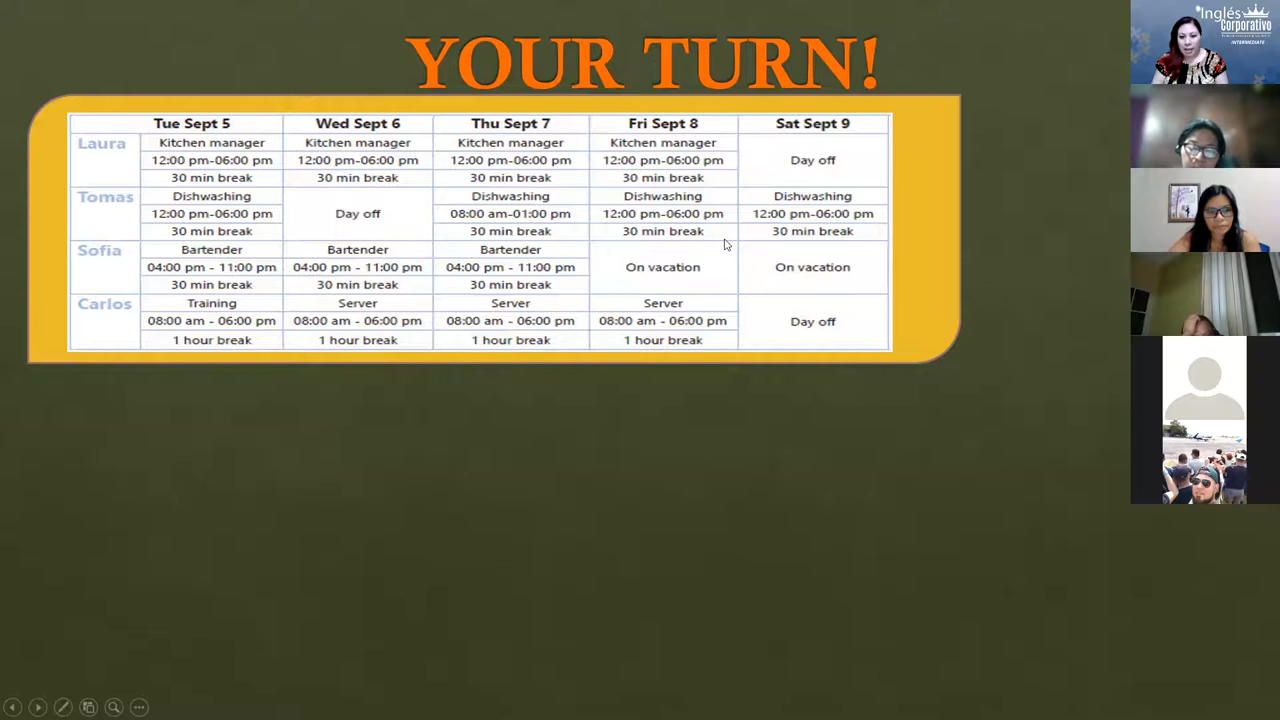 YOUR TURN!
Inglés
Corporativo
INTERMEDIATE
Tue Sept 5 Wed Sept 6 Thu Sept 7 Fri Sept 8 Sat Sept 9
Laura Kitchen manager Kitchen manager Kitchen manager Kitchen manager
12:00 pm-06:00 pm 12:00 pm-06:00 pm 12:00 pm-06:00 pm 12:00 pm-06:00 pm Day off
30 min break 30 min break 30 min break 30 min break
Tomas Dishwashing Dishwashing Dishwashing Dishwashing
12:00 pm-06:00 pm Day off 08:00 am-01:00 pm 12:00 pm-06:00 pm 12:00 pm-06:00 pm
30 min break 30 min break 30 min break 30 min break
Sofia Bartender Bartender Bartender
04:00 pm - 11:00 pm 04:00 pm - 11:00 pm 04:00 pm - 11:00 pm On vacation On vacation
30 min break 30 min break 30 min break
Carlos Training Server Server Server
08:00 am - 06:00 pm 08:00 am - 06:00 pm 08:00 am - 06:00 pm 08:00 am - 06:00 pm Day off
1 hour break 1 hour break 1 hour break 1 hour break